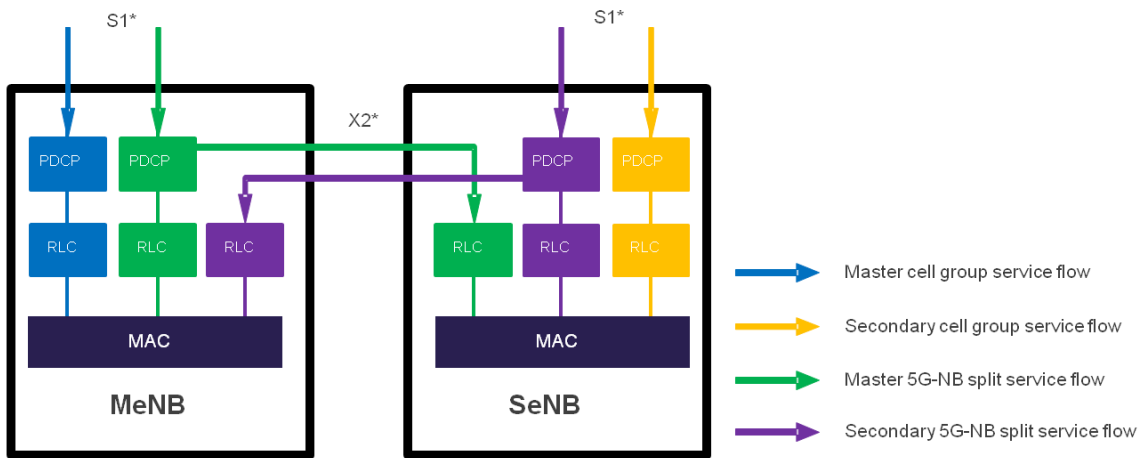 S1*
S1*
X2*
PDCP
PDCP
PDCP
PDCP
RLC
RLC
RLC
RLC
RLC
RLC
MAC
MAC
MeNB
SeNB
Master cell group service flow
Secondary cell group service flow
Master 5G-NB split service flow
Secondary 5G-NB split service flow